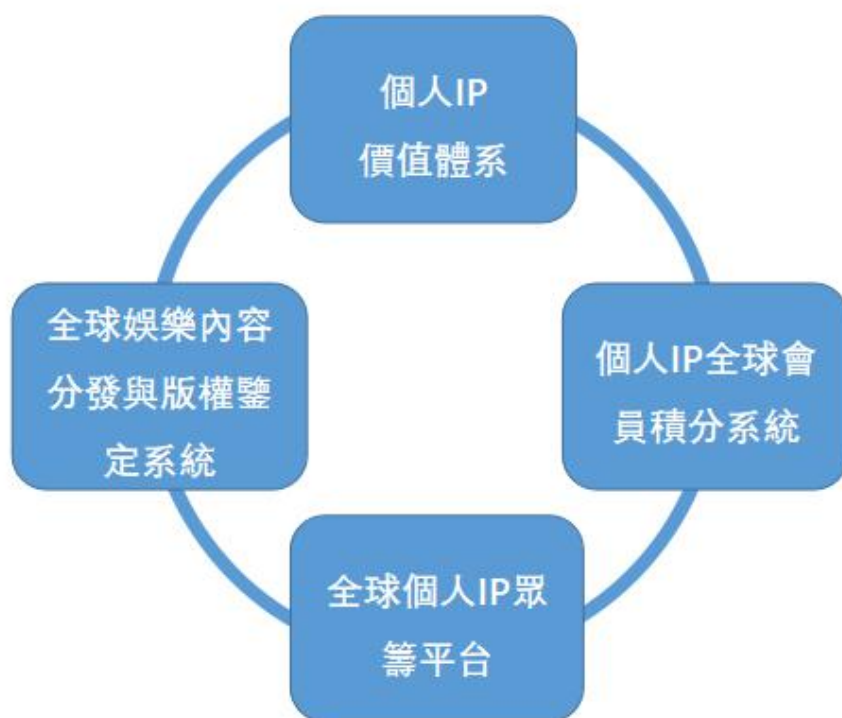 個人IP
價值體系
全球娛樂內容
分發與版權鑒
定系統
個人IP全球會
員積分系統
全球個人IP眾
籌平台